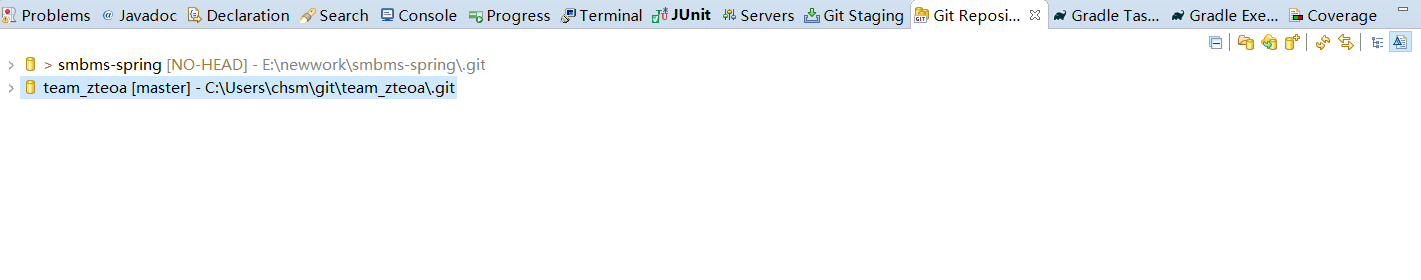 Problems @ Javadoc Declaration Search Console Progress Terminal JUnit Servers Git Staging Git Reposi... Gradle Tas... Gradle Exe... Coverage
> smbms-spring [NO-HEAD] - E:\newwork\smbms-spring\.git
team_zteoa [master] - C:\Users\chsm\git\team_zteoa\.git